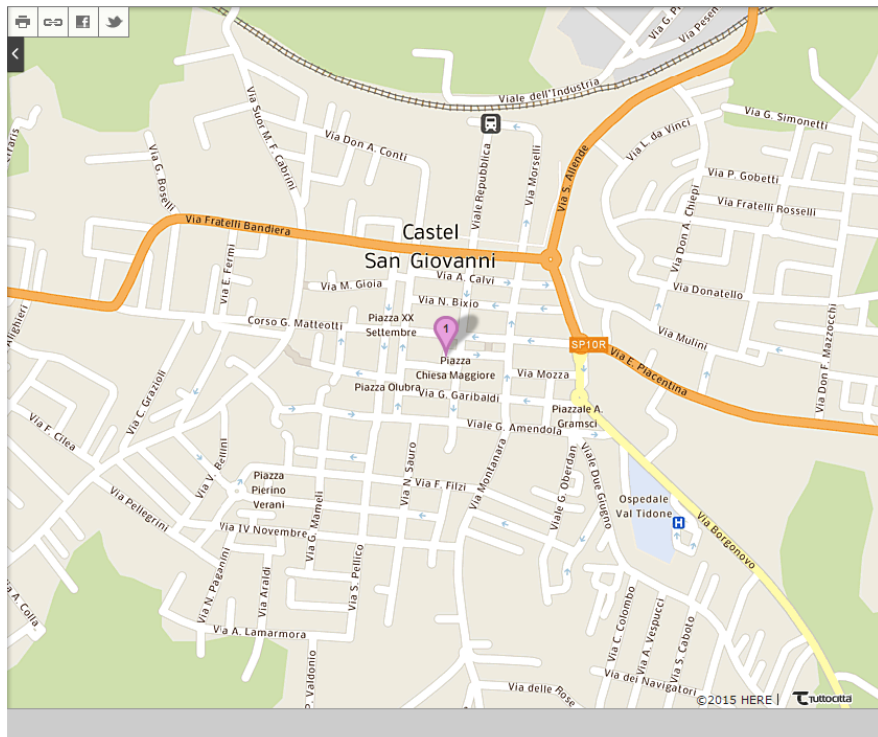 Viale dell'Industria
Via Suor M. F. Cabrini
Via Don A. Conti
Via G. Simonetti
Via L. da Vinci
Via G. Boselli
Viale Repubblica
Via Morselli
Via S. Allende
Via P. Gobetti
Via Fratelli Rosselli
Via Don A. Chiepi
Via Fratelli Bandiera
Castel
San Giovanni
Via E. Fermi
Via A. Calvi
Via M. Gioia
Via N. Bixio
Via Donatello
Corso G. Matteotti
Piazza XX
Settembre
1
Via Mulini
SP10R
Via E. Piacentina
Via Don F. Mazzocchi
Piazza
Chiesa Maggiore
Via Mozza
Via C. Grazioli
Piazza Olubra
Via G. Garibaldi
Piazzale A.
Gramsci
Viale G. Amendola
Via F. Cilea
Via V. Bellini
Via N. Sauro
Via Montanara
Viale G. Oberdan
Viale Due Giugno
Piazza
Pierino
Verani
Via F. Filzi
Via Pellegrini
Via G. Mameli
Ospedale
Val Tidone
H
Via Borgonovo
Via IV Novembre
Via N. Paganini
Via Araldi
Via S. Pellico
Via A. Colla
Via A. Lamarmora
Via C. Colombo
Via A. Vespucci
Via S. Caboto
Via dei Navigatori
Via delle Rose
©2015 HERE |
Tuttocittà